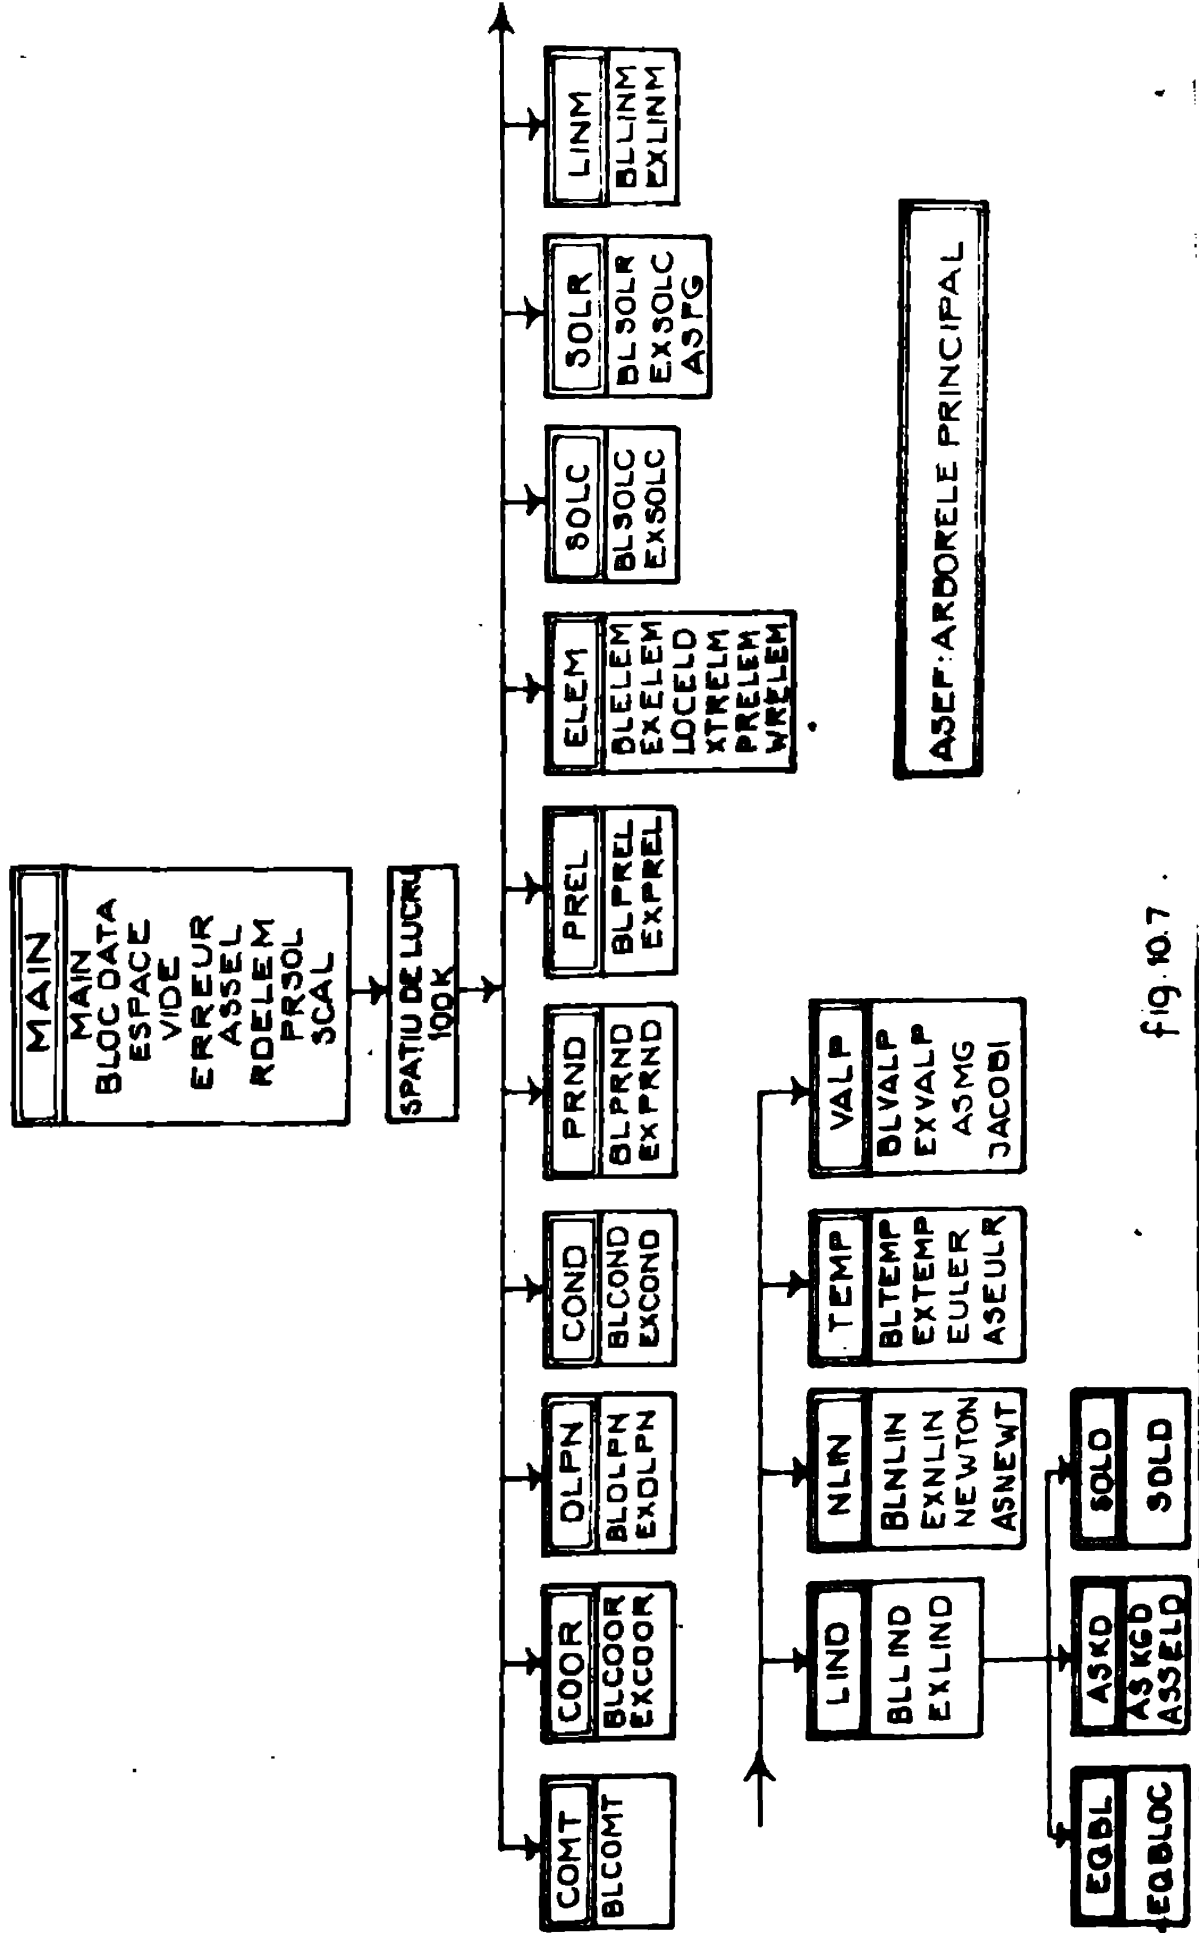 MAIN
MAIN
BLOC DATA
ESPACE
VIDE
ERREUR
ASSEL
RDELEM
PRSOL
SCAL
SPATIU DE LUCRU
100K
COMT
BLCOMT
COOR
BLCOOR
EXCOOR
DLPN
BLDLPN
EXDLPN
COND
BLCOND
EXCOND
PRND
BLPRND
EXPRND
PREL
BLPREL
EXPREL
ELEM
BLELEM
EXELEM
LOCELD
XTRELM
PRELEM
WRELEM
SOLC
BLSOLC
EXSOLC
SOLR
BLSOLR
EXSOLC
ASFG
LINM
BLLINM
EXLINM
LIND
BLLIND
EXLIND
NLIN
BLNLIN
EXNLIN
NEWTON
ASNEWT
TEMP
BLTEMP
EXTEMP
EULER
ASEULR
VALP
BLVALP
EXVALP
ASMG
JACOBI
EQBL
EQBLOC
ASKD
ASKGD
ASSELD
SOLD
SOLD
ASEF: ARBORELE PRINCIPAL
fig. 10.7